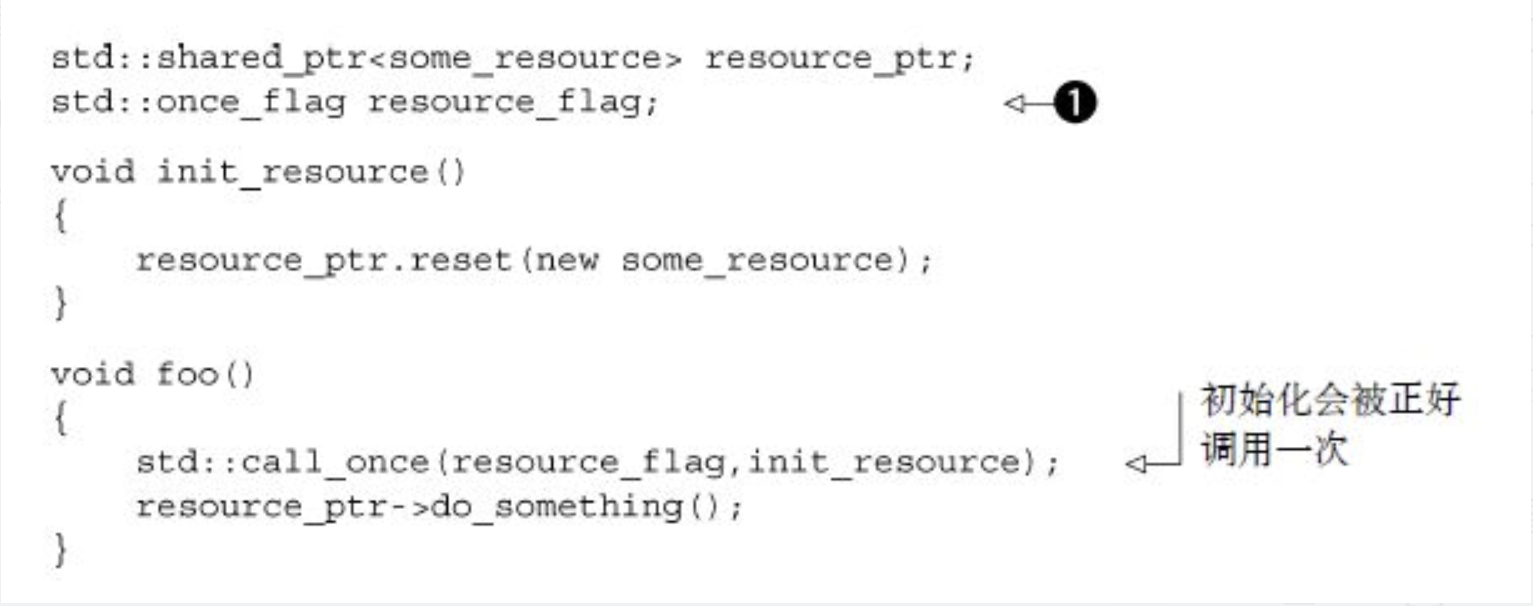 std::shared_ptr<some_resource> resource_ptr;
std::once_flag resource_flag;
1
void init_resource()
{
    resource_ptr.reset(new some_resource);
}
void foo()
{
    std::call_once(resource_flag,init_resource);
初始化会被正好
调用一次
    resource_ptr->do_something();
}